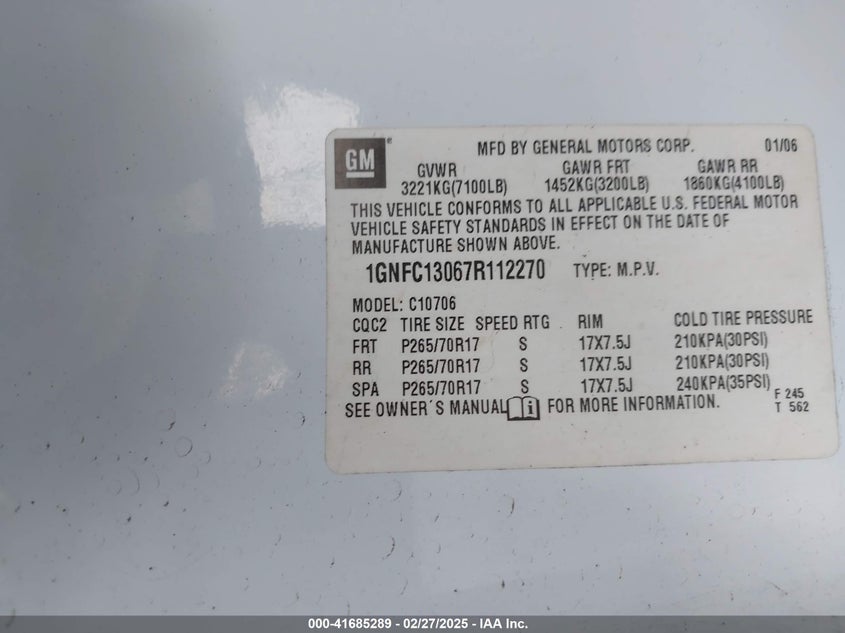 GM
MFD BY GENERAL MOTORS CORP. 01/06
GVWR GAWR FRT GAWR RR
3221KG(7100LB) 1452KG(3200LB) 1860KG(4100LB)
THIS VEHICLE CONFORMS TO ALL APPLICABLE U.S. FEDERAL MOTOR
VEHICLE SAFETY STANDARDS IN EFFECT ON THE DATE OF
MANUFACTURE SHOWN ABOVE.
1GNFC13067R112270 TYPE: M.P.V.
MODEL: C10706
CQC2 TIRE SIZE SPEED RTG RIM COLD TIRE PRESSURE
FRT P265/70R17 S 17X7.5J 210KPA(30PSI)
RR P265/70R17 S 17X7.5J 210KPA(30PSI)
SPA P265/70R17 S 17X7.5J 240KPA(35PSI)
F 245
SEE OWNER´S MANUAL i FOR MORE INFORMATION. T 562
000-41685289 - 02/27/2025 - IAA Inc.